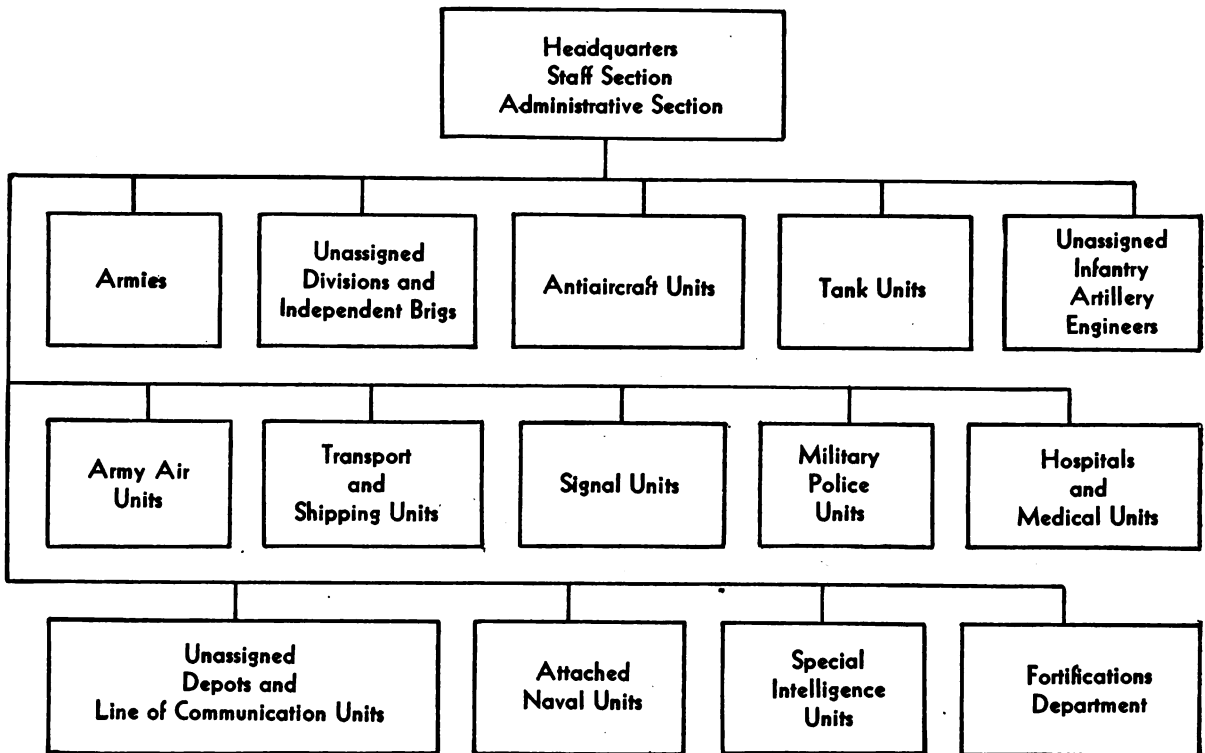 Headquarters
Staff Section
Administrative Section
Armies
Unassigned
Divisions and
Independent Brigs
Antiaircraft Units
Tank Units
Unassigned
Infantry
Artillery
Engineers
Army Air
Units
Transport
and
Shipping Units
Signal Units
Military
Police
Units
Hospitals
and
Medical Units
Unassigned
Depots and
Line of Communication Units
Attached
Naval Units
Special
Intelligence
Units
Fortifications
Department